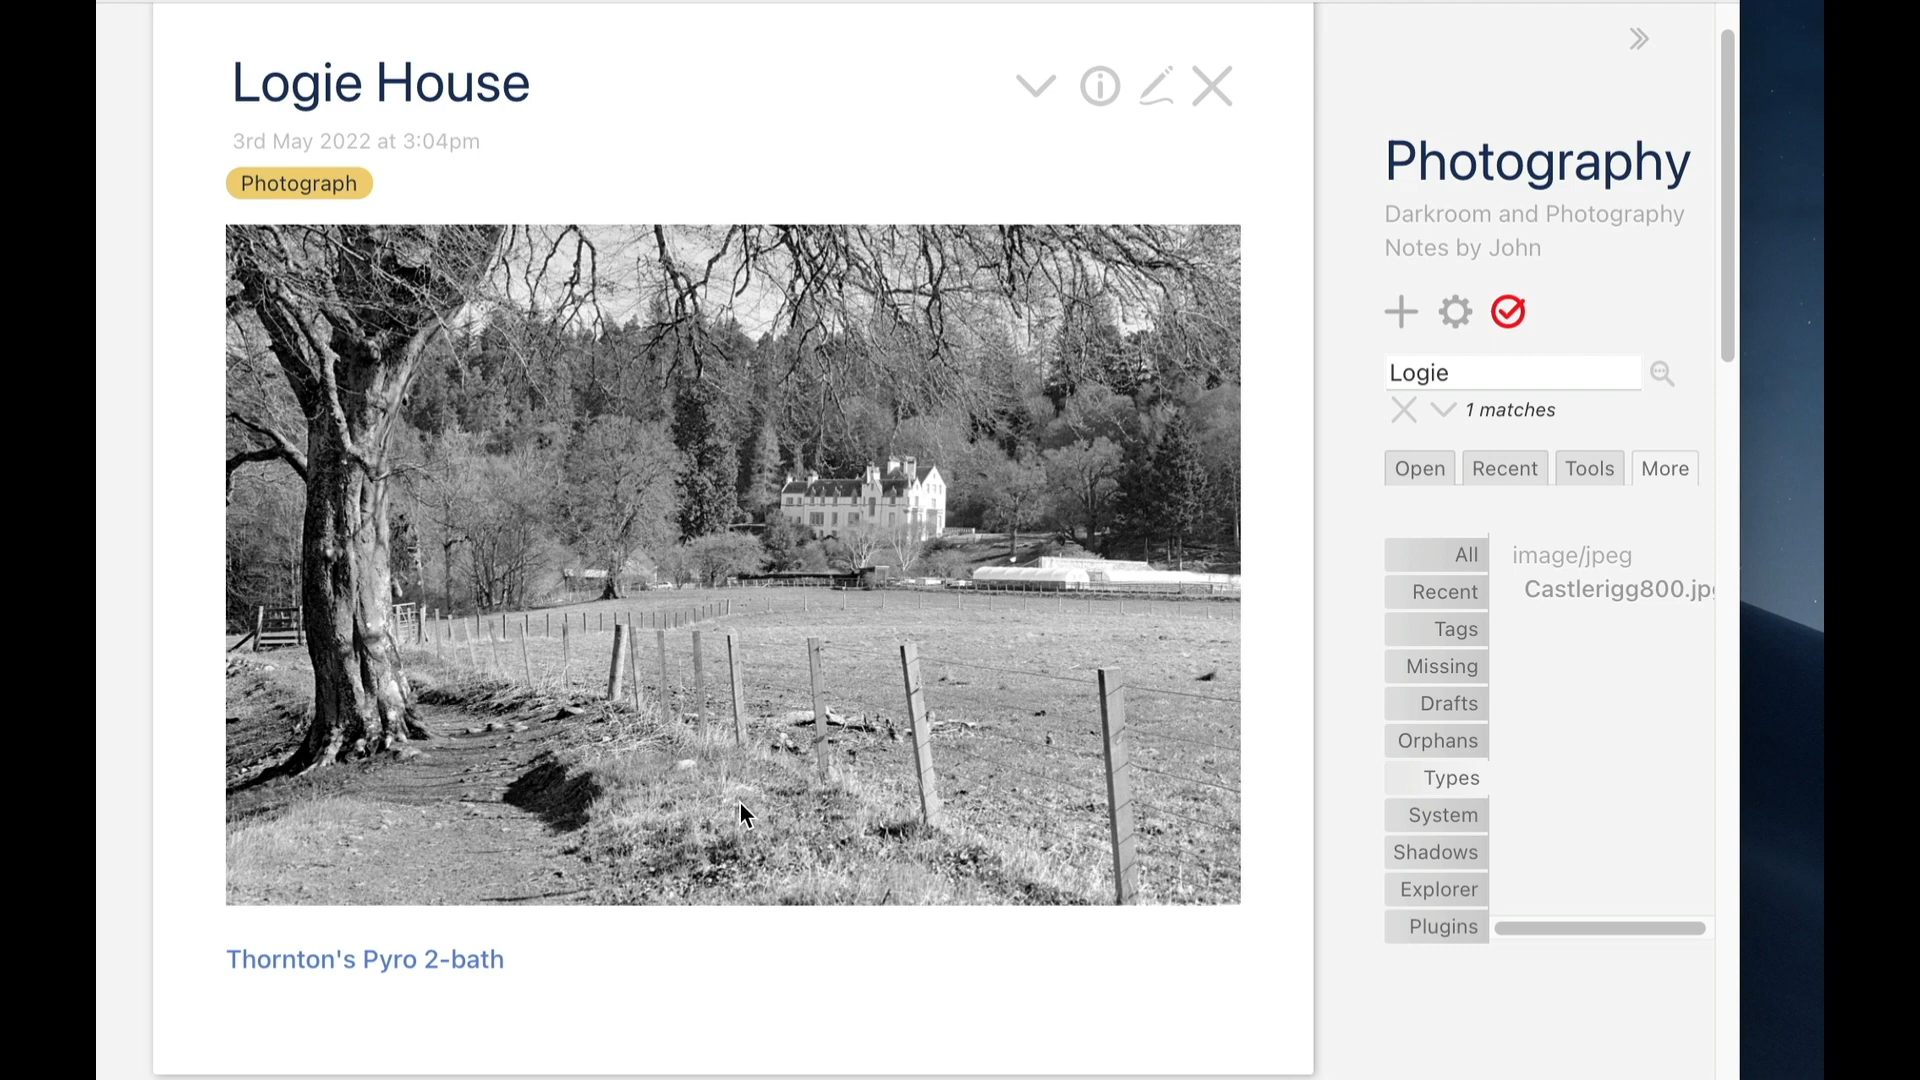 Logie House
3rd May 2022 at 3:04pm
Photograph
Thornton's Pyro 2-bath
Photography
Darkroom and Photography
Notes by John
Logie
1 matches
Open Recent Tools More
All
Recent
Tags
Missing
Drafts
Orphans
Types
System
Shadows
Explorer
Plugins
image/jpeg
Castlerigg800.jp